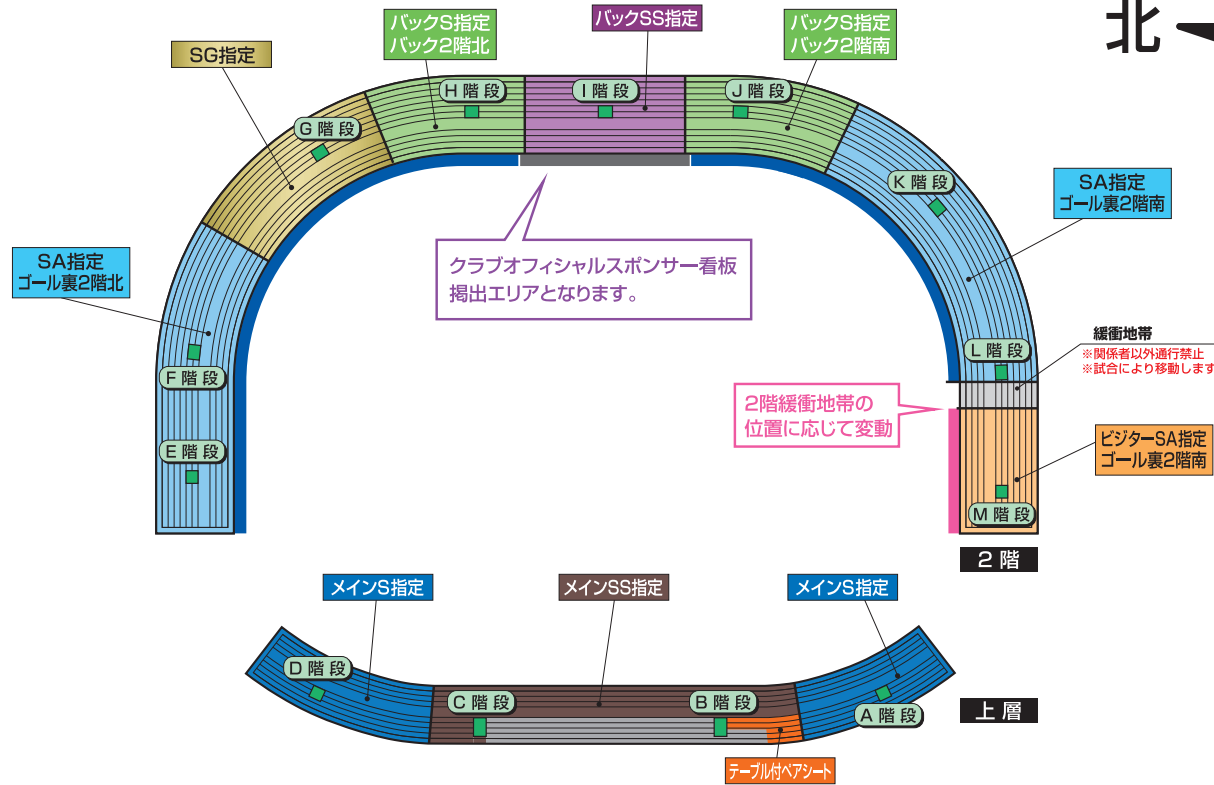 北
バックS指定
バック2階北
バックSS指定
バックS指定
バック2階南
SG指定
H 階 段
I 階 段
J 階 段
G 階 段
K 階 段
SA指定
ゴール裏2階南
SA指定
ゴール裏2階北
クラブオフィシャルスポンサー看板
掲出エリアとなります。
緩衝地帯
※関係者以外通行禁止
※試合により移動します
L 階 段
F 階 段
2階緩衝地帯の
位置に応じて変動
E 階 段
ビジターSA指定
ゴール裏2階南
M 階 段
2 階
メインS指定
メインSS指定
メインS指定
D 階 段
C 階 段
B 階 段
A 階 段
上 層
テーブル付ペアシート